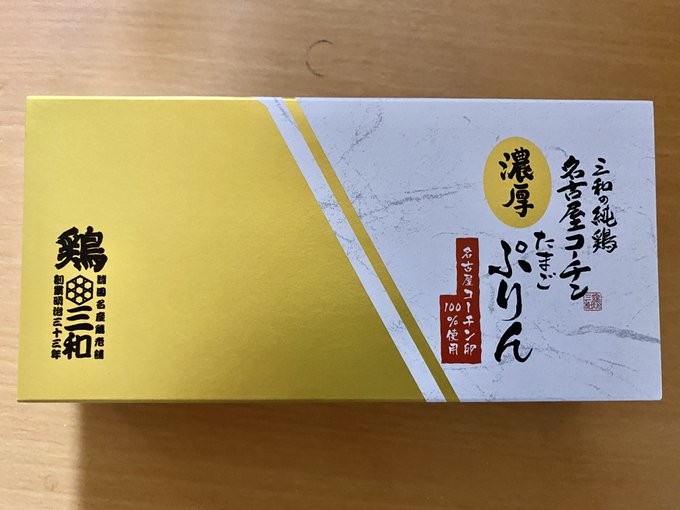 三和の純鶏
名古屋コーチン
濃厚
たまご
ぷりん
名古屋コーチン卵
100%使用
鶏三和
創業明治三十三年